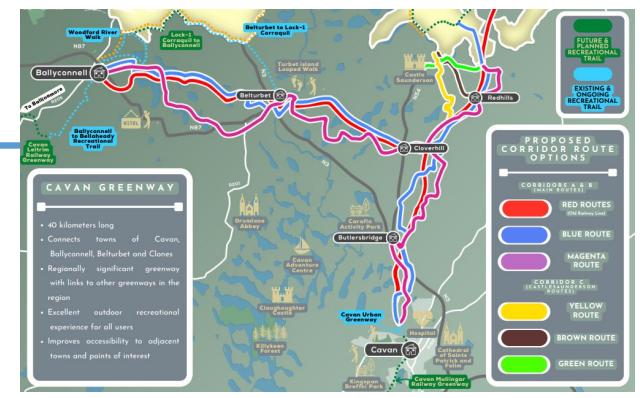 Woodford River
Walk
Lock-1
Corraquil to
Ballyconnell
Belturbet to Lock-1
Corraquil
N87
Ballyconnell
To Ballinamore
Turbet Island
Looped Walk
Belturbet
N3
HOTEL
N87
Ballyconnell
to Bellaheady
Recreational
Trail
Cavan
Leitrim
Railway
Greenway
Castle
Saunderson
N54
Redhills
Cloverhill
FUTURE &
PLANNED
RECREATIONAL
TRAIL
EXISTING &
ONGOING
RECREATIONAL
TRAIL
CAVAN GREENWAY
• 40 kilometers long
• Connects towns of Cavan,
Ballyconnell, Belturbet and Clones
• Regionally significant greenway
with links to other greenways in the
region
• Excellent outdoor recreational
experience for all users
• Improves accessibility to adjacent
towns and points of interest
Drumlane
Abbey
Carafin
Activity Park
Butlersbridge
Cavan
Adventure
Centre
Cloughoughter
Castle
Killykeen
Forest
N3
Cavan Urban
Greenway
Hospital
Cavan
Cathedral
of Saints
Patrick and
Felim
Kingspan
Breffni Park
Cavan Mullingar
Railway Greenway
PROPOSED
CORRIDOR ROUTE
OPTIONS
CORRIDORS A & B
(MAIN ROUTES)
RED ROUTES
(Old Railway Line)
BLUE ROUTE
MAGENTA
ROUTE
CORRIDOR C
(CASTLESAUNDERSON
ROUTES)
YELLOW
ROUTE
BROWN ROUTE
GREEN ROUTE